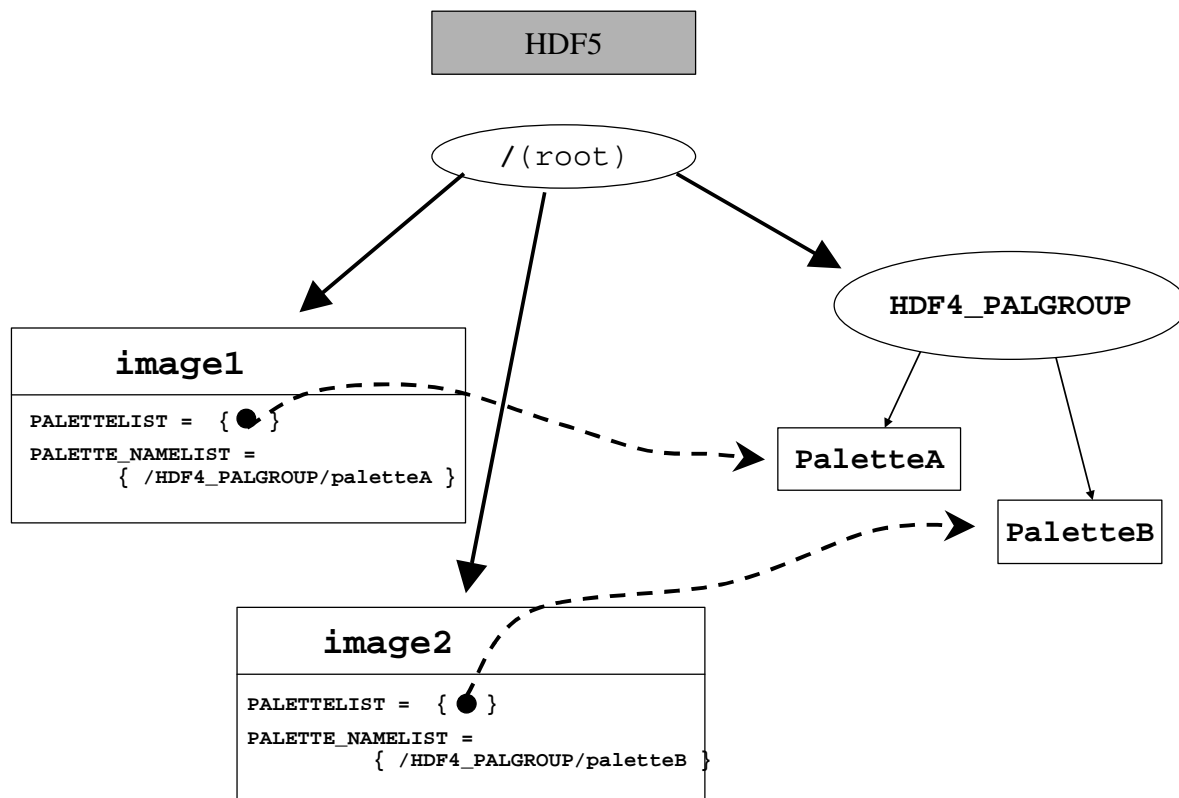 HDF5
/(root)
HDF4_PALGROUP
image1
PALETTELIST = { }
PALETTE_NAMELIST =
{ /HDF4_PALGROUP/paletteA }
PaletteA
PaletteB
image2
PALETTELIST = { }
PALETTE_NAMELIST =
{ /HDF4_PALGROUP/paletteB }